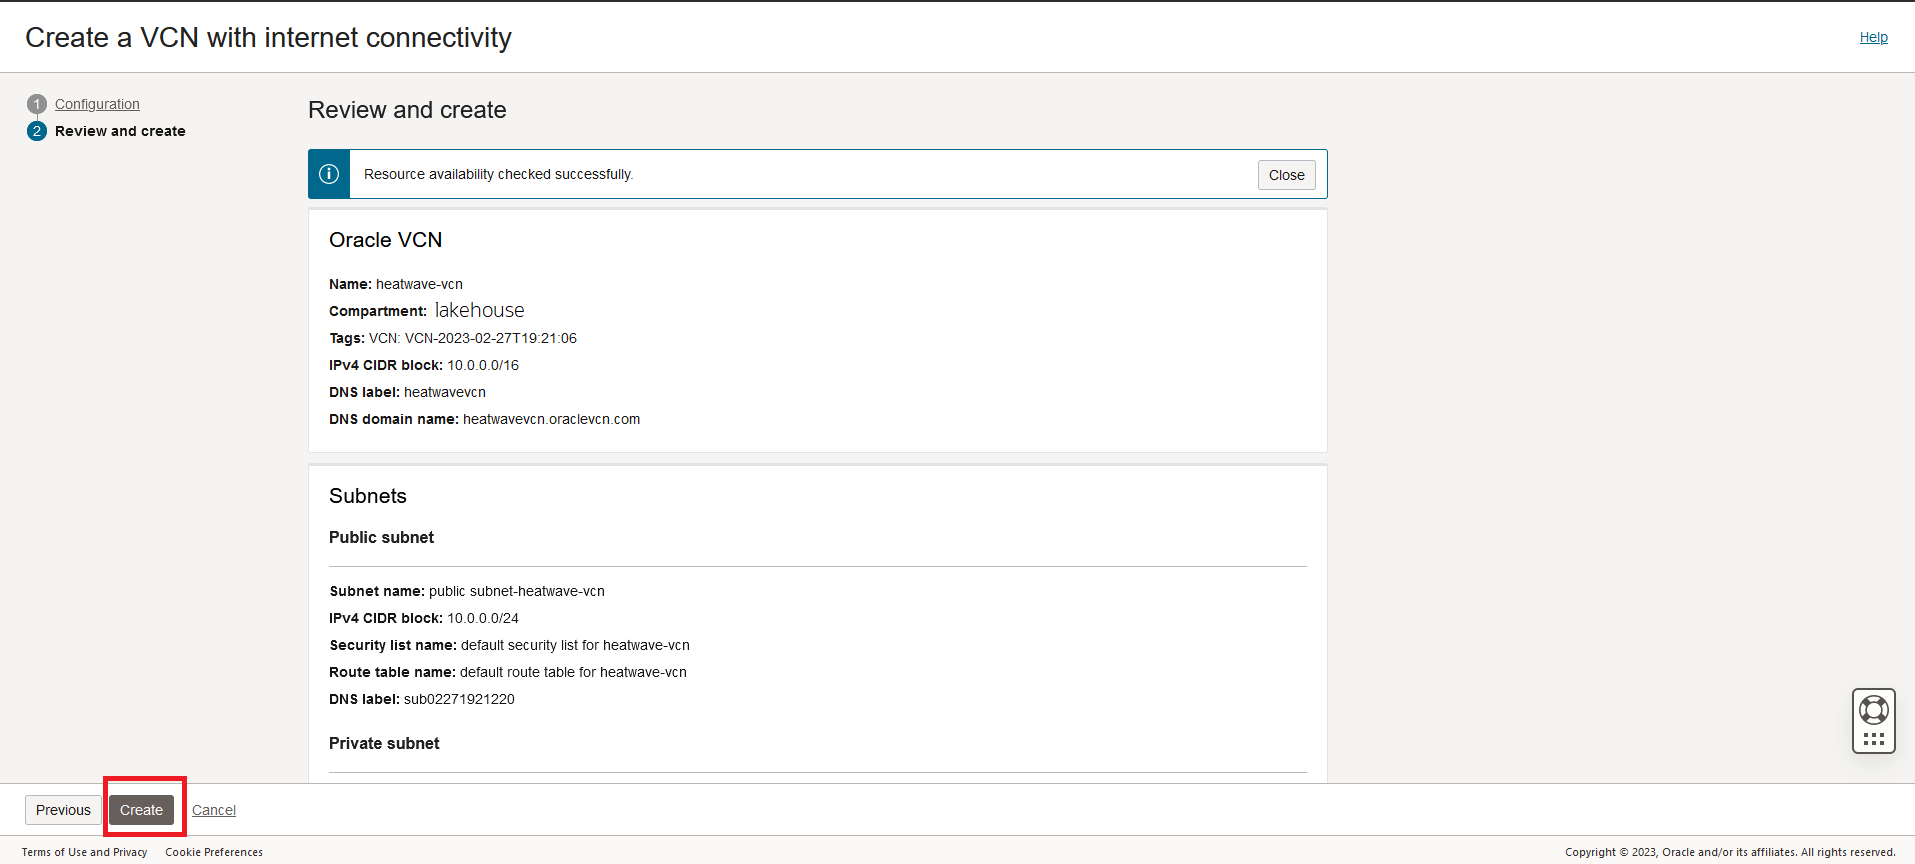 Create a VCN with internet connectivity
Help
1 Configuration
2 Review and create
Review and create
Resource availability checked successfully.
Close
Oracle VCN
Name: heatwave-vcn
Compartment: lakehouse
Tags: VCN: VCN-2023-02-27T19:21:06
IPv4 CIDR block: 10.0.0.0/16
DNS label: heatwavevcn
DNS domain name: heatwavevcn.oraclevcn.com
Subnets
Public subnet
Subnet name: public subnet-heatwave-vcn
IPv4 CIDR block: 10.0.0.0/24
Security list name: default security list for heatwave-vcn
Route table name: default route table for heatwave-vcn
DNS label: sub02271921220
Private subnet
Previous Create Cancel
Terms of Use and Privacy Cookie Preferences
Copyright © 2023, Oracle and/or its affiliates. All rights reserved.